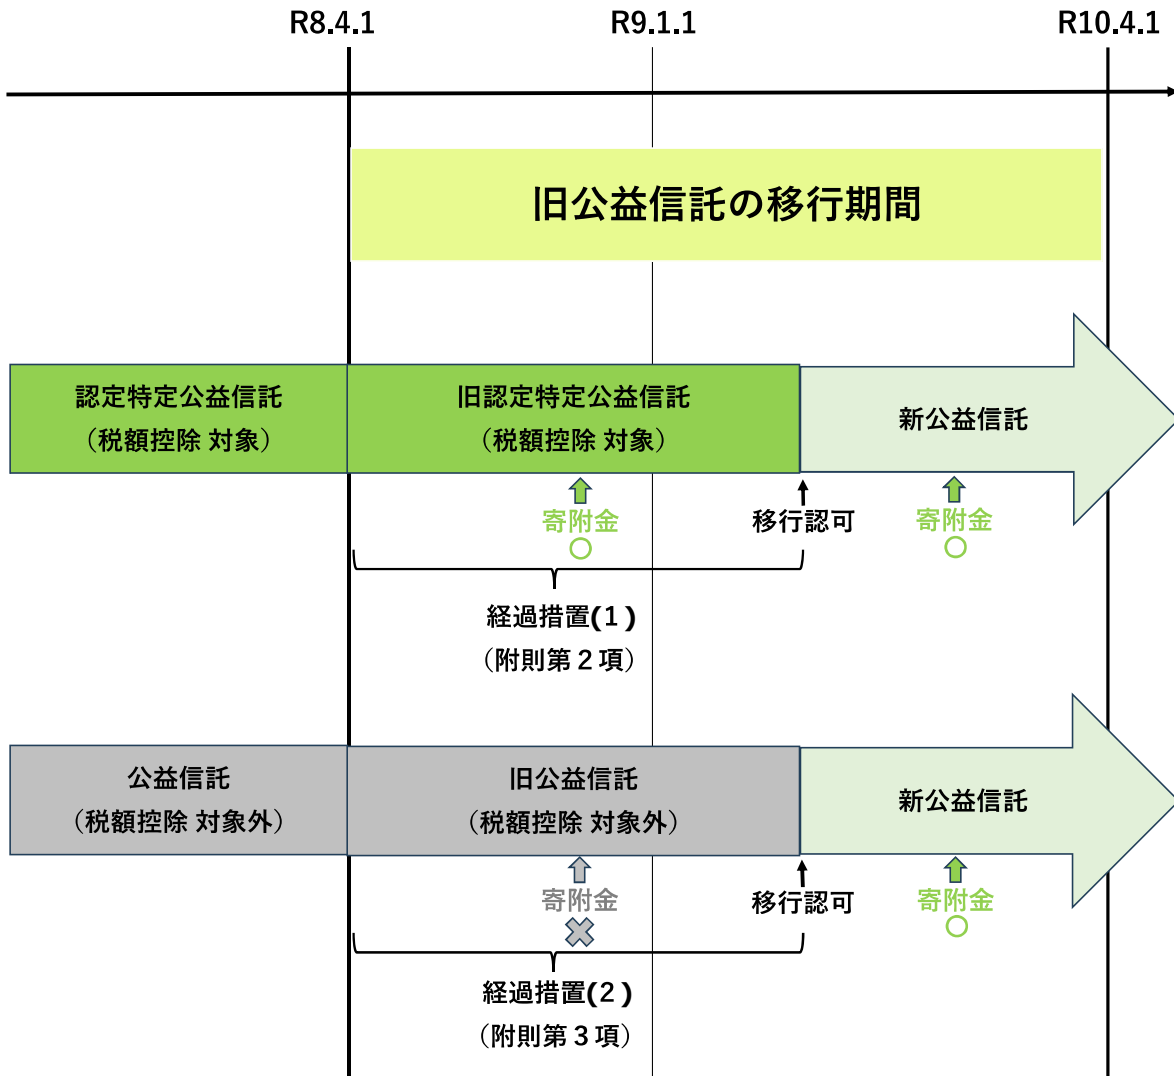 R8.4.1
R9.1.1
R10.4.1
旧公益信託の移行期間
認定特定公益信託
（税額控除 対象）
旧認定特定公益信託
（税額控除 対象）
新公益信託
寄附金
移行認可
寄附金
経過措置(１)
（附則第２項）
公益信託
（税額控除 対象外）
旧公益信託
（税額控除 対象外）
新公益信託
寄附金
移行認可
寄附金
経過措置(２)
（附則第３項）